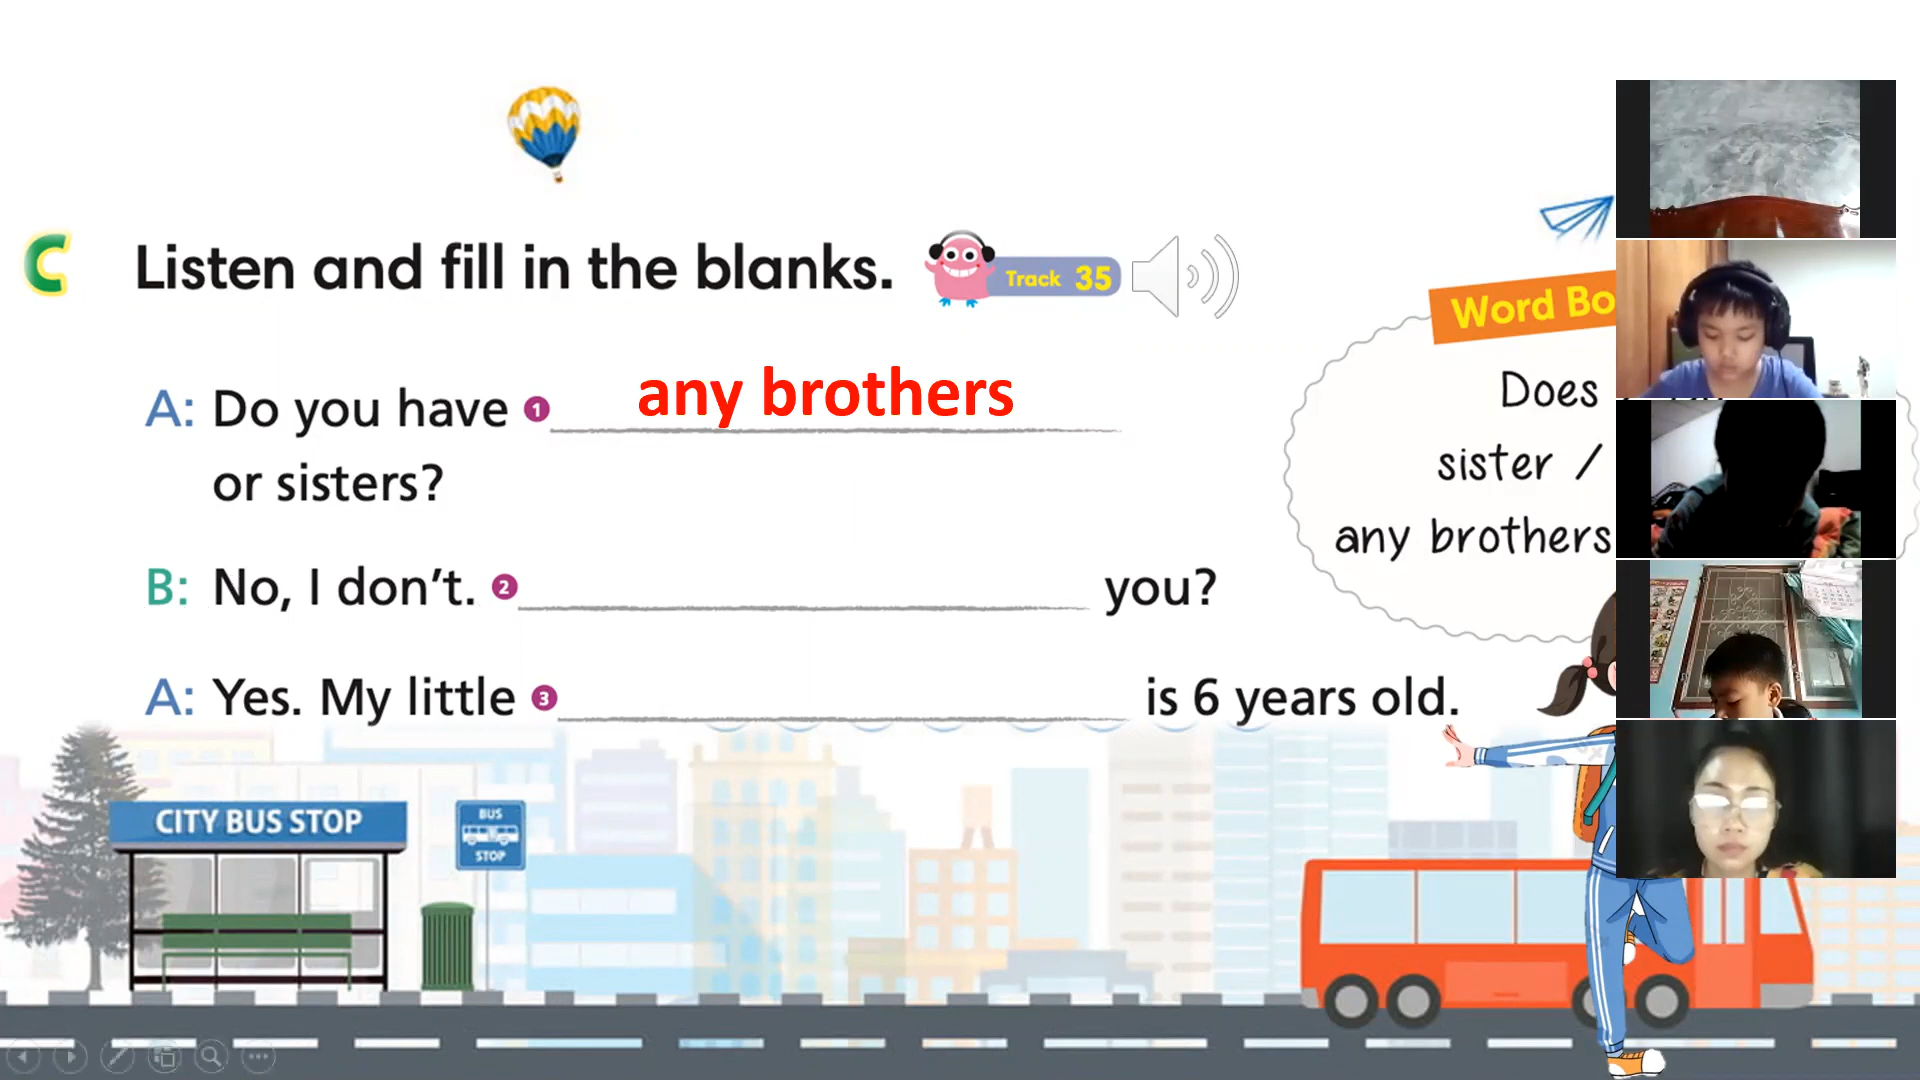 C Listen and fill in the blanks. Track 35
Word Bo
A: Do you have 1 any brothers
or sisters?
Does
sister /
any brothers
B: No, I don't. 2 you?
A: Yes. My little 3 is 6 years old.
CITY BUS STOP
BUS
STOP